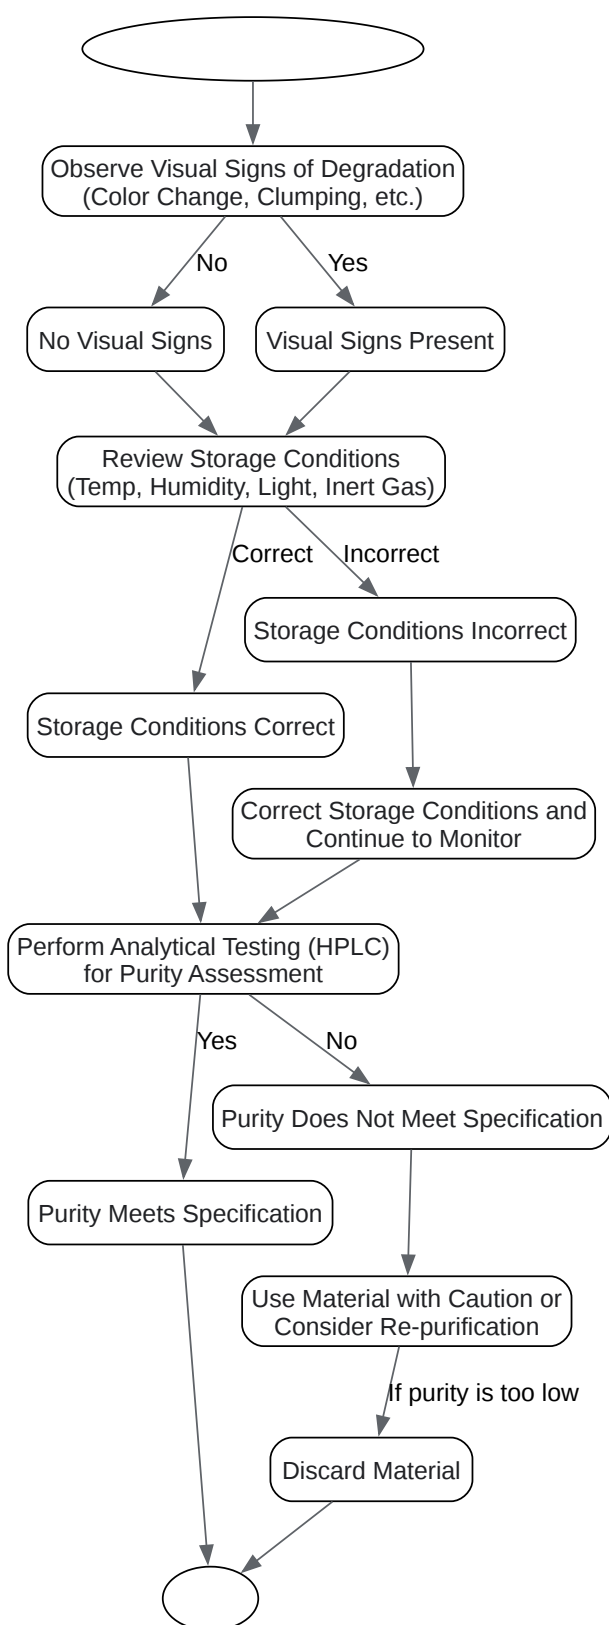 Observe Visual Signs of Degradation
(Color Change, Clumping, etc.)
No
Yes
No Visual Signs
Visual Signs Present
Review Storage Conditions
(Temp, Humidity, Light, Inert Gas)
Correct
Incorrect
Storage Conditions Incorrect
Storage Conditions Correct
Correct Storage Conditions and
Continue to Monitor
Perform Analytical Testing (HPLC)
for Purity Assessment
Yes
No
Purity Does Not Meet Specification
Purity Meets Specification
Use Material with Caution or
Consider Re-purification
If purity is too low
Discard Material